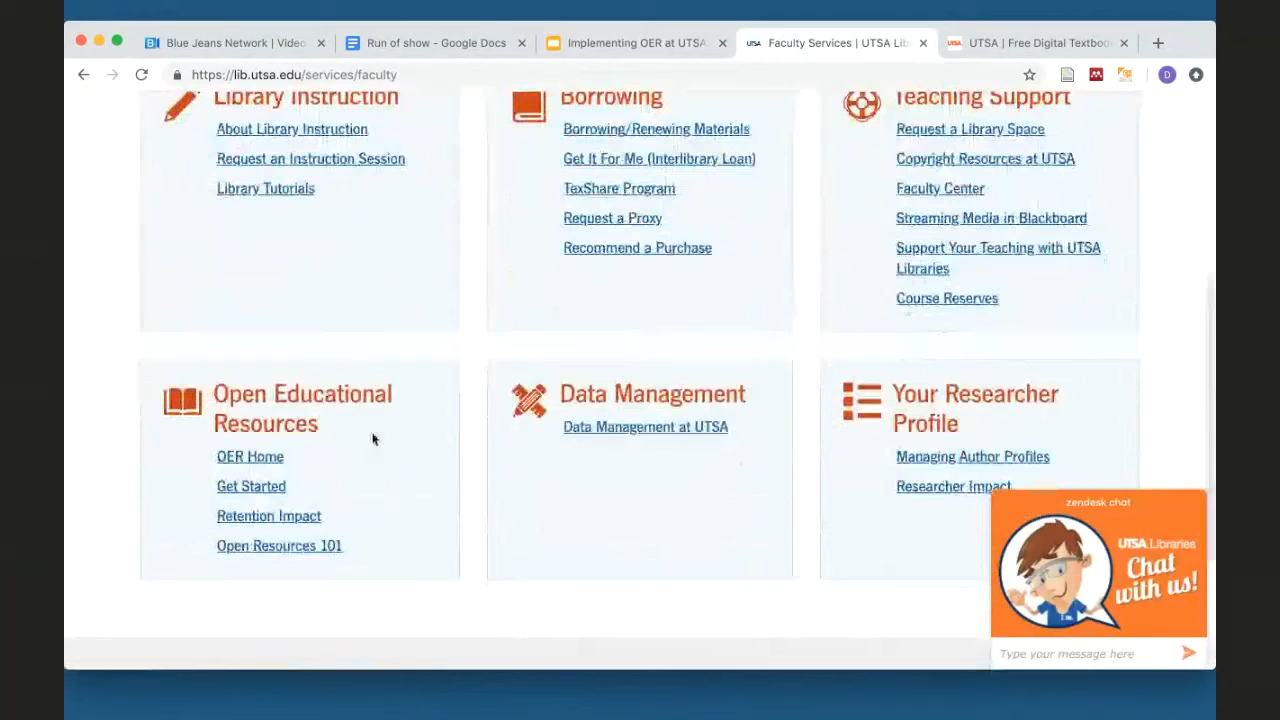 Blue Jeans Network | Video
Run of show - Google Docs
Implementing OER at UTSA
Faculty Services | UTSA Lib
UTSA | Free Digital Textboo
https://lib.utsa.edu/services/faculty
D
Library Instruction
About Library Instruction
Request an Instruction Session
Library Tutorials
Borrowing
Borrowing/Renewing Materials
Get It For Me (Interlibrary Loan)
TexShare Program
Request a Proxy
Recommend a Purchase
Teaching Support
Request a Library Space
Copyright Resources at UTSA
Faculty Center
Streaming Media in Blackboard
Support Your Teaching with UTSA
Libraries
Course Reserves
Open Educational
Resources
OER Home
Get Started
Retention Impact
Open Resources 101
Data Management
Data Management at UTSA
Your Researcher
Profile
Managing Author Profiles
Researcher Impact
zendesk chat
UTSA Libraries
Chat
with us!
Type your message here